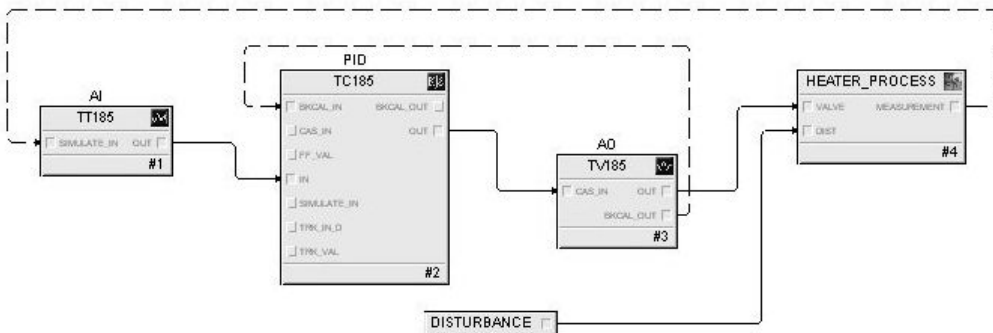 PID
TC185
BKCAL_IN BKCAL_OUT
CAS_IN OUT
FF_VAL
IN
SIMULATE_IN
TRK_IN_D
TRK_VAL
#2
AI
TT185
SIMULATE_IN OUT
#1
AO
TV185
CAS_IN OUT
BKCAL_OUT
#3
HEATER_PROCESS
VALVE MEASUREMENT
DIST
#4
DISTURBANCE